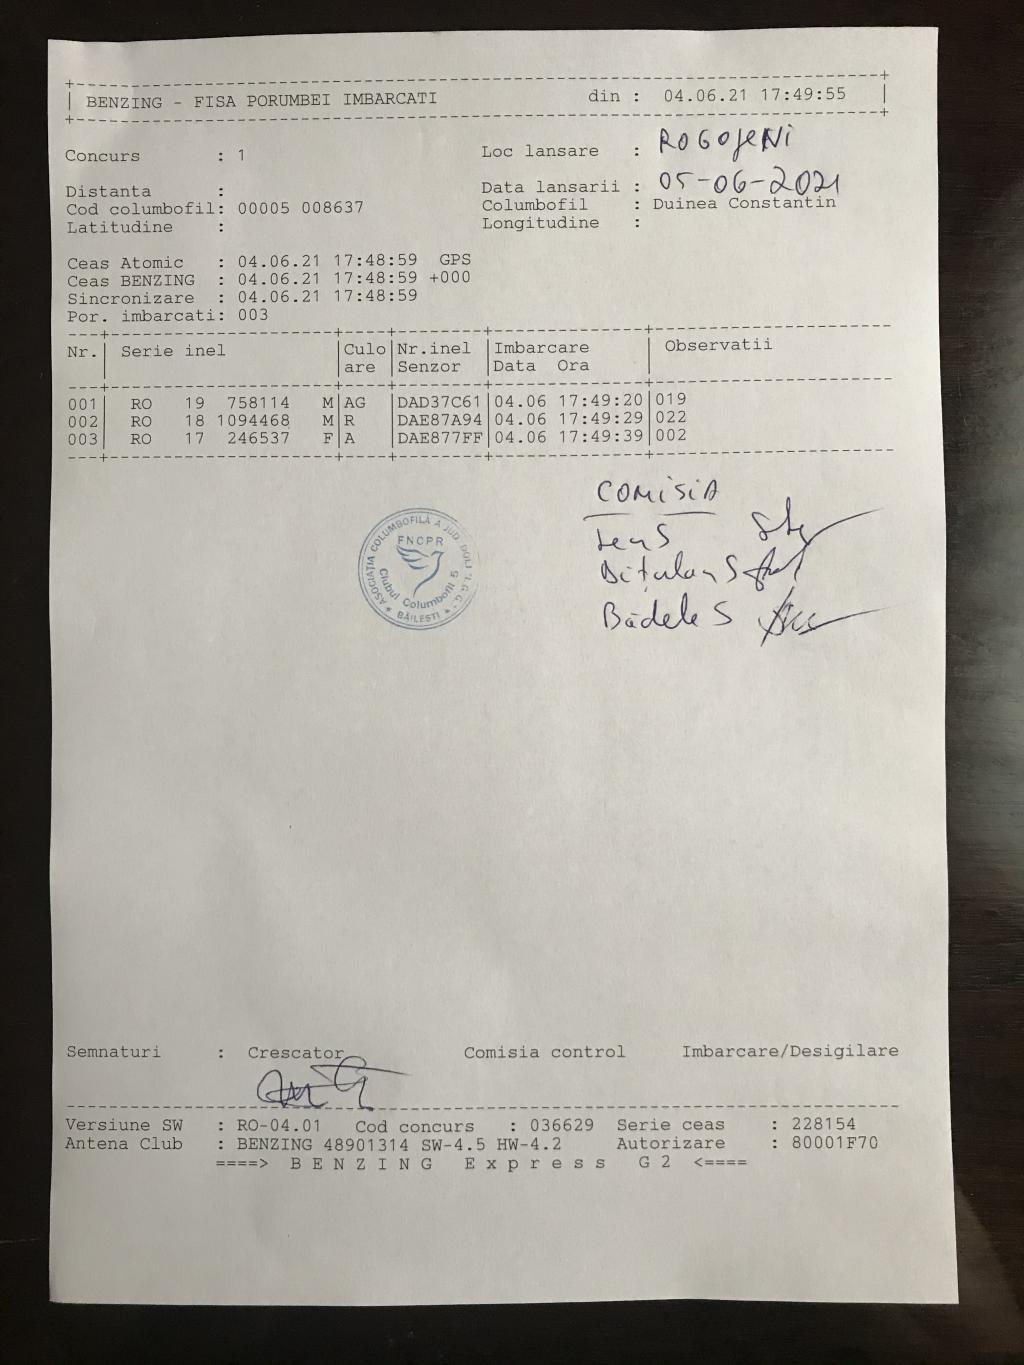 BENZING - FISA PORUMBEI IMBARCATI din : 04.06.21 17:49:55
Concurs : 1 Loc lansare : ROGOJENI
Distanta : Data lansarii : 05-06-2021
Cod columbofil: 00005 008637 Columbofil : Duinea Constantin
Latitudine : Longitudine :
Ceas Atomic : 04.06.21 17:48:59 GPS
Ceas BENZING : 04.06.21 17:48:59 +000
Sincronizare : 04.06.21 17:48:59
Por. imbarcati: 003
Nr.| Serie inel |Culo|Nr.inel |Imbarcare | Observatii
are |Senzor |Data Ora
001| RO 19 758114 M|AG |DAD37C61|04.06 17:49:20|019
002| RO 18 1094468 M|R |DAE87A94|04.06 17:49:29|022
003| RO 17 246537 F|A |DAE877FF|04.06 17:49:39|002
COMISIA
Bădele S
ASOCIATIA COLUMBOFILĂ A JUD. DOLJ
FNCPR
Clubul Columbofil 5
BĂILEȘTI
Semnaturi : Crescator Comisia control Imbarcare/Desigilare
Versiune SW : RO-04.01 Cod concurs : 036629 Serie ceas : 228154
Antena Club : BENZING 48901314 SW-4.5 HW-4.2 Autorizare : 80001F70
====> B E N Z I N G E x p r e s s G 2 <====